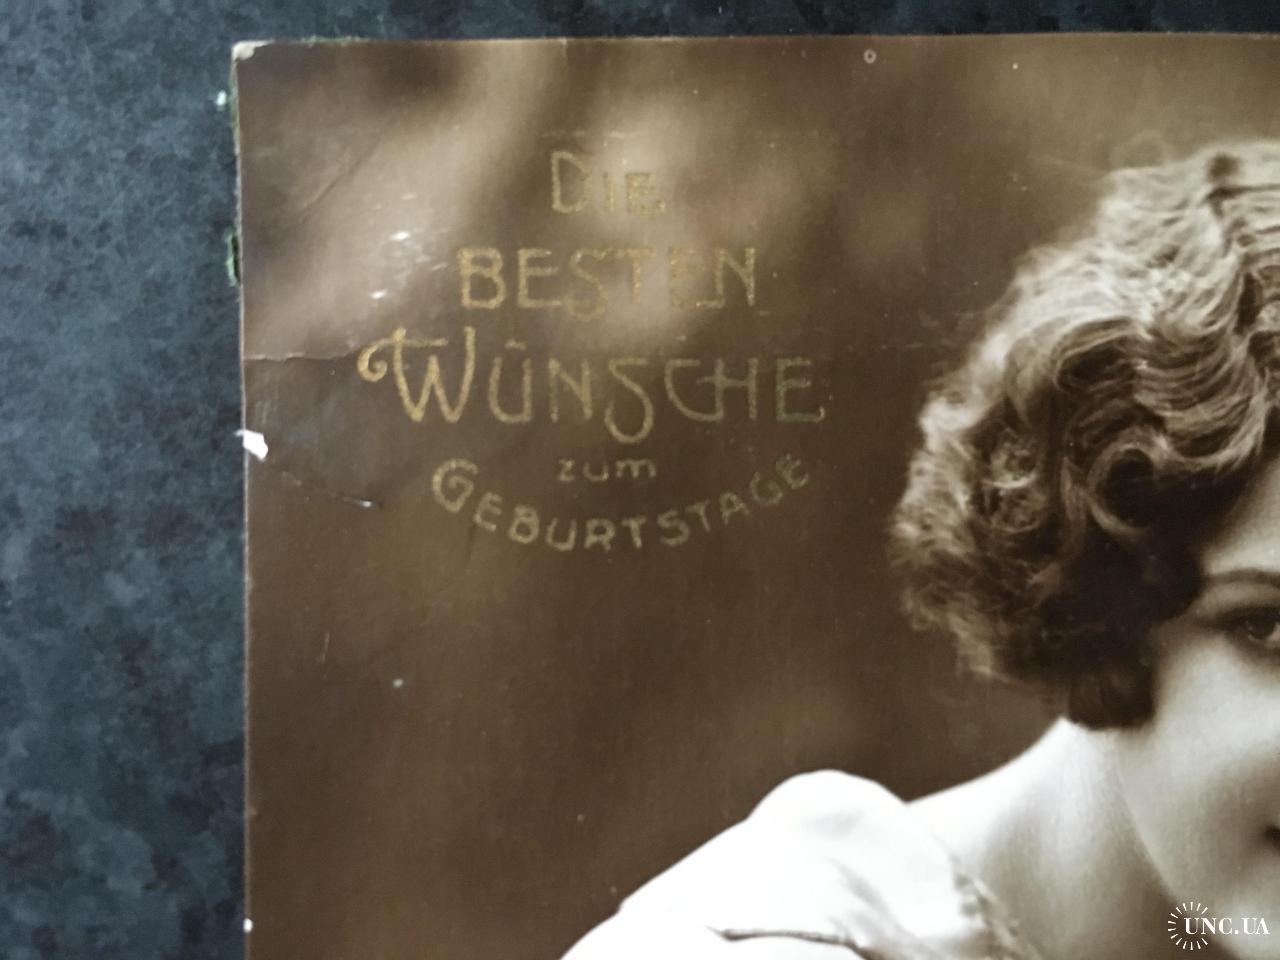 Die
BESTEN
WÜNSCHE
zum
GEBURTSTAGE
UNC.UA